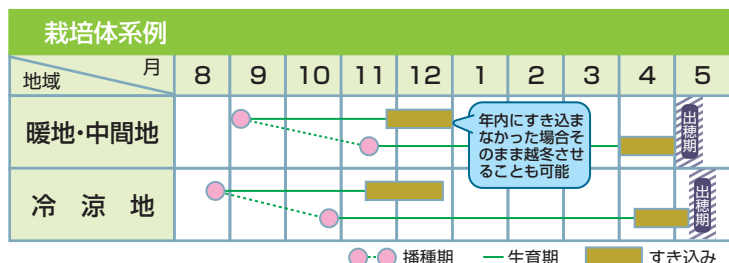 栽培体系例
月
地域
8 9 10 11 12 1 2 3 4 5
暖地・中間地
年内にすき込ま
なかった場合そ
のまま越冬させ
ることも可能
出穂期
冷涼地
出穂期
播種期 生育期 すき込み